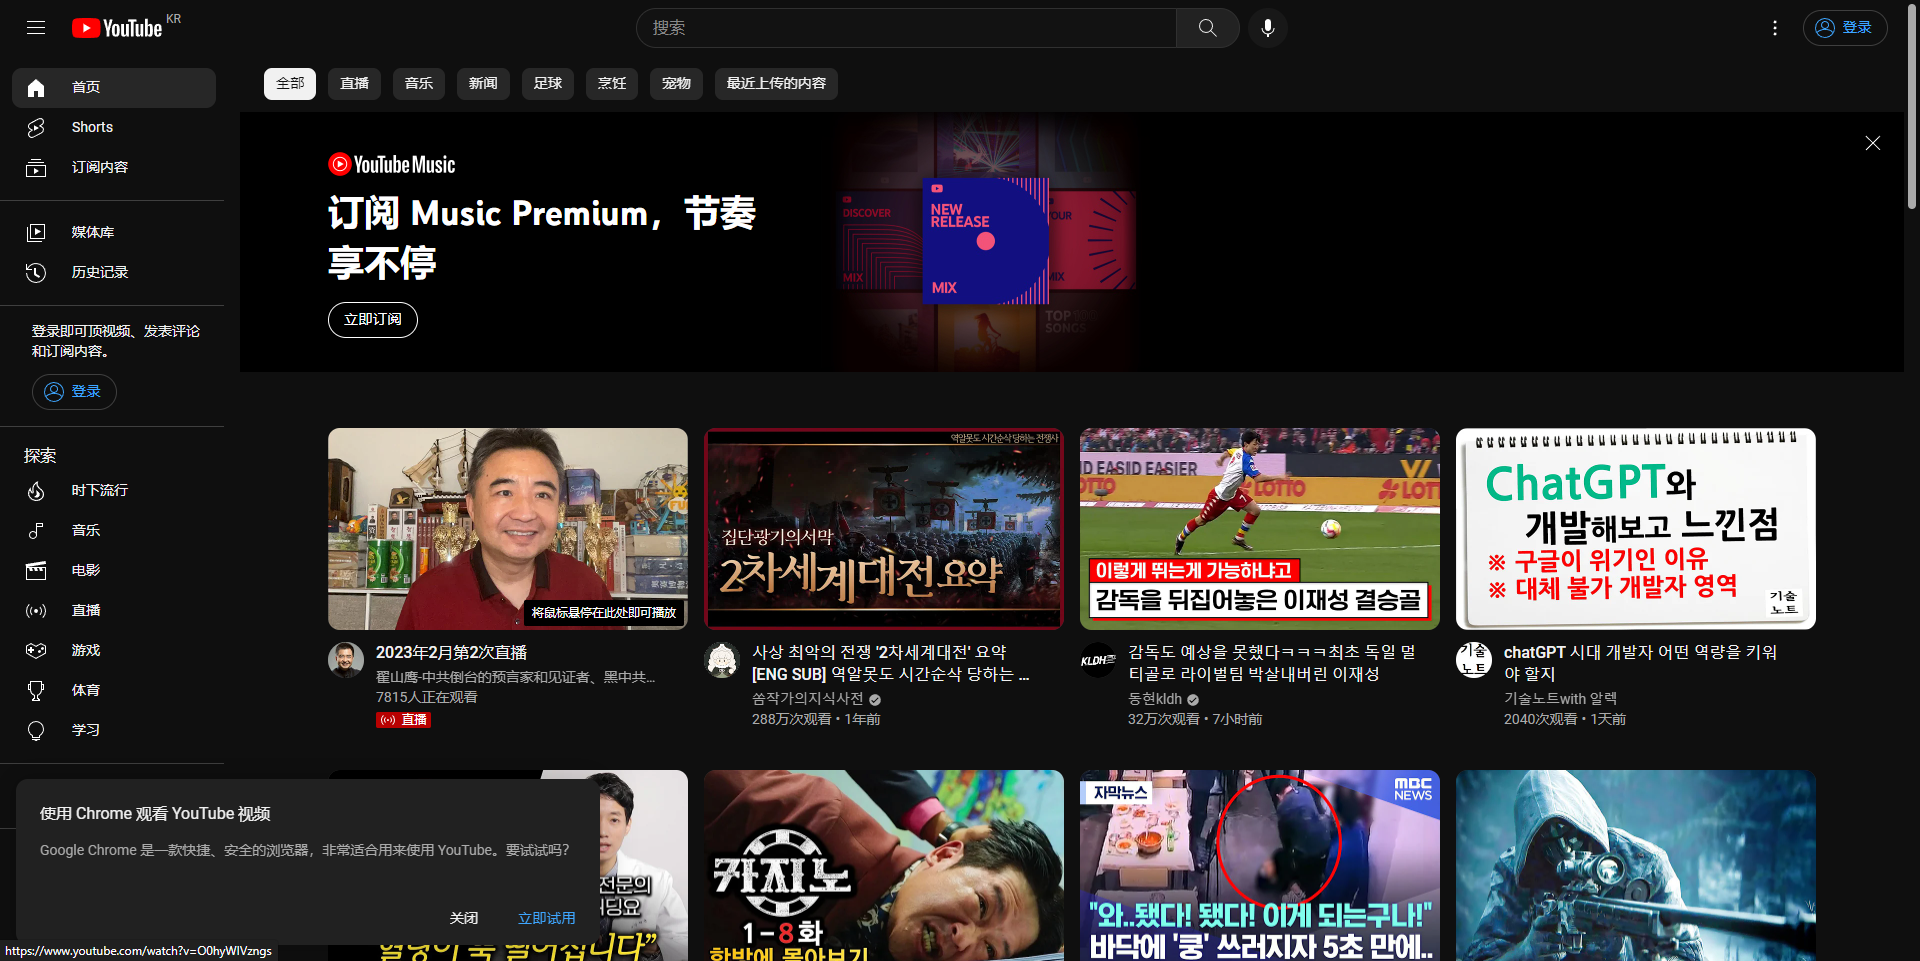 YouTube KR
搜索
登录
首页
Shorts
订阅内容
媒体库
历史记录
登录即可顶视频、发表评论
和订阅内容。
登录
探索
时下流行
音乐
电影
直播
游戏
体育
学习
全部
直播
音乐
新闻
足球
烹饪
宠物
最近上传的内容
YouTube Music
订阅 Music Premium，节奏
享不停
立即订阅
DISCOVER
MIX
NEW
RELEASE
MIX
YOUR
MIX
TOP
SONGS
将鼠标悬停在此处即可播放
2023年2月第2次直播
翟山鹰-中共倒台的预言家和见证者、黑中共...
7815人正在观看
直播
역알못도 시간순삭 당하는 전쟁사
집단광기의서막
2차세계대전 요약
사상 최악의 전쟁 '2차세계대전' 요약
[ENG SUB] 역알못도 시간순삭 당하는 ...
쏨작가의지식사전
288万次观看 • 1年前
EASID EASIER
LOTTO
이렇게 뛰는게 가능하냐고
감독을 뒤집어놓은 이재성 결승골
KLDH
감독도 예상을 못했다ㅋㅋㅋ최초 독일 멀
티골로 라이벌팀 박살내버린 이재성
동현kldh
32万次观看 • 7小时前
ChatGPT와
개발해보고 느낀점
※ 구글이 위기인 이유
※ 대체 불가 개발자 영역
기술
노트
기술
노트
chatGPT 시대 개발자 어떤 역량을 키워
야 할지
기술노트with 알렉
2040次观看 • 1天前
전문의
카지노
1-8화
한방에 몰아보기
자막뉴스
MBC
NEWS
"와..됐다! 됐다! 이게 되는구나!"
바닥에 '쿵' 쓰러지자 5초 만에..
使用 Chrome 观看 YouTube 视频
Google Chrome 是一款快捷、安全的浏览器，非常适合用来使用 YouTube。要试试吗？
关闭
立即试用
https://www.youtube.com/watch?v=O0hyWIVzngs